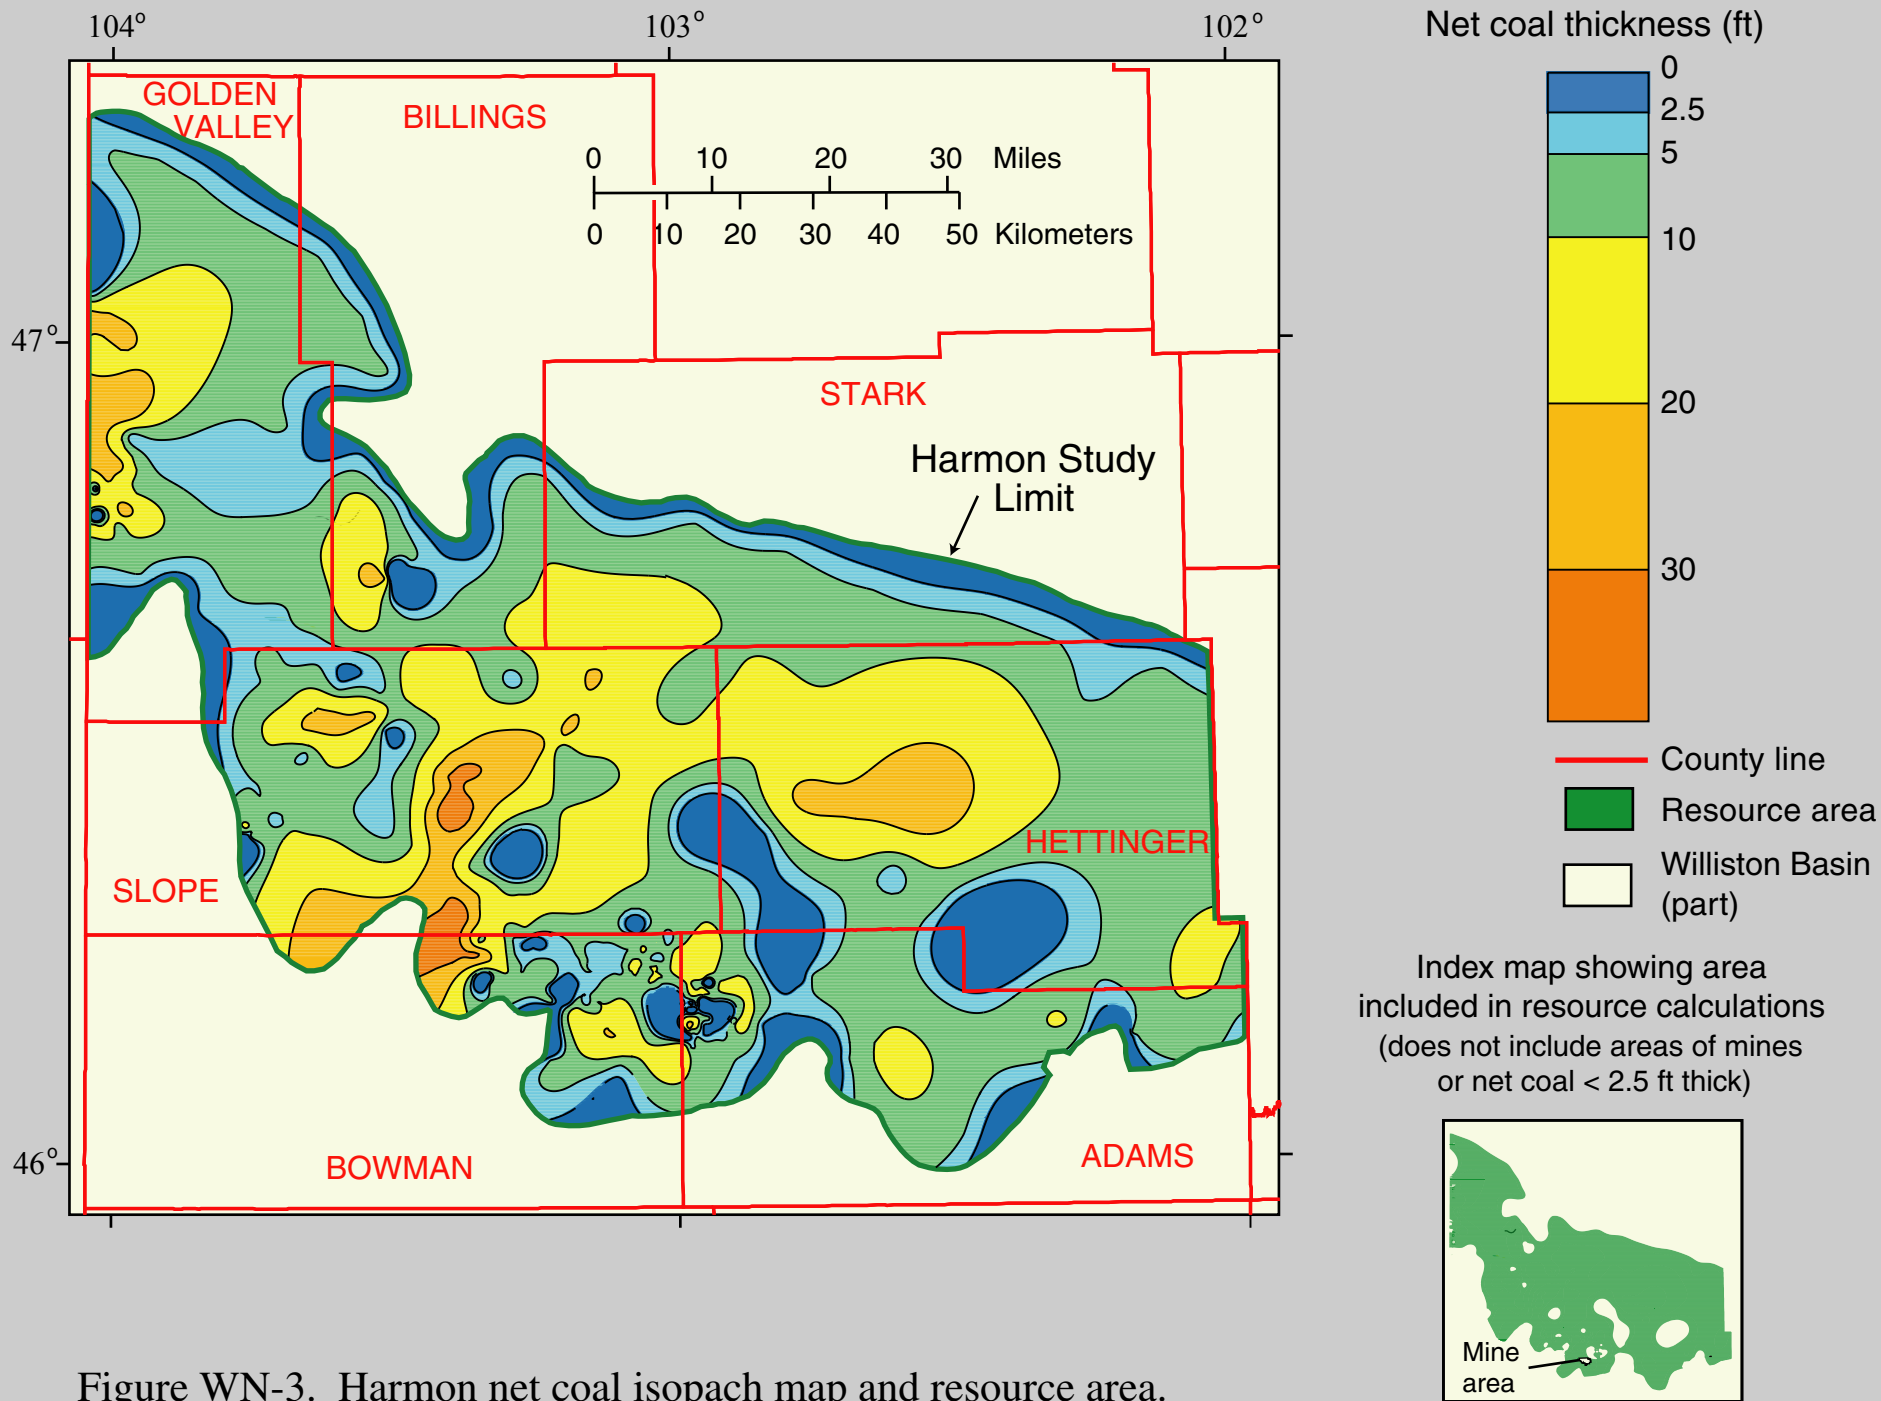 104°
103°
102°
47°
46°
GOLDEN
VALLEY
BILLINGS
0 10 20 30 Miles
0 10 20 30 40 50 Kilometers
STARK
Harmon Study
Limit
HETTINGER
SLOPE
BOWMAN
ADAMS
Net coal thickness (ft)
0
2.5
5
10
20
30
County line
Resource area
Williston Basin
(part)
Index map showing area
included in resource calculations
(does not include areas of mines
or net coal < 2.5 ft thick)
Mine
area
Figure WN-3. Harmon net coal isopach map and resource area.